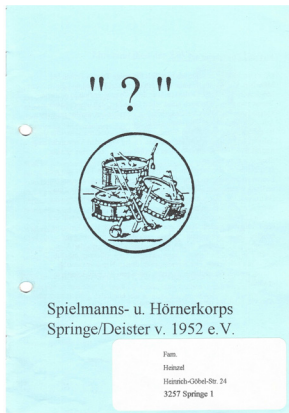 " ? "
Spielmanns- u. Hörnerkorps
Springe/Deister v. 1952 e.V.
Fam.
Heinzel
Heinrich-Göbel-Str. 24
3257 Springe 1